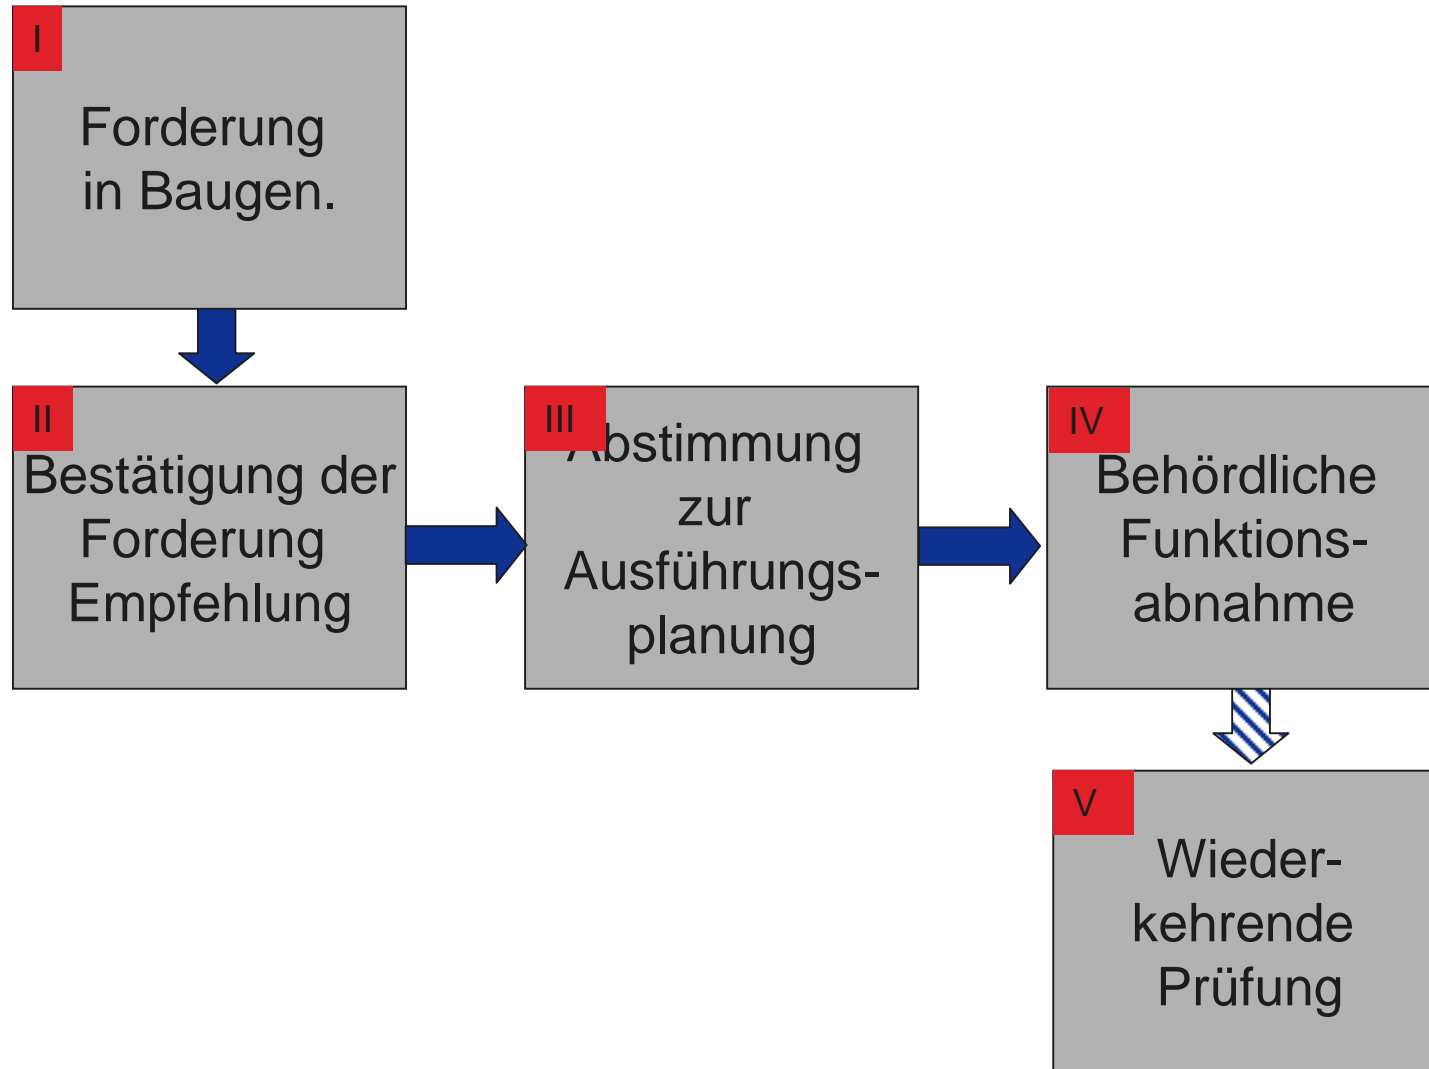 I
Forderung
in Baugen.
II
Bestätigung der
Forderung
Empfehlung
III
Abstimmung
zur
Ausführungs-
planung
IV
Behördliche
Funktions-
abnahme
V
Wieder-
kehrende
Prüfung